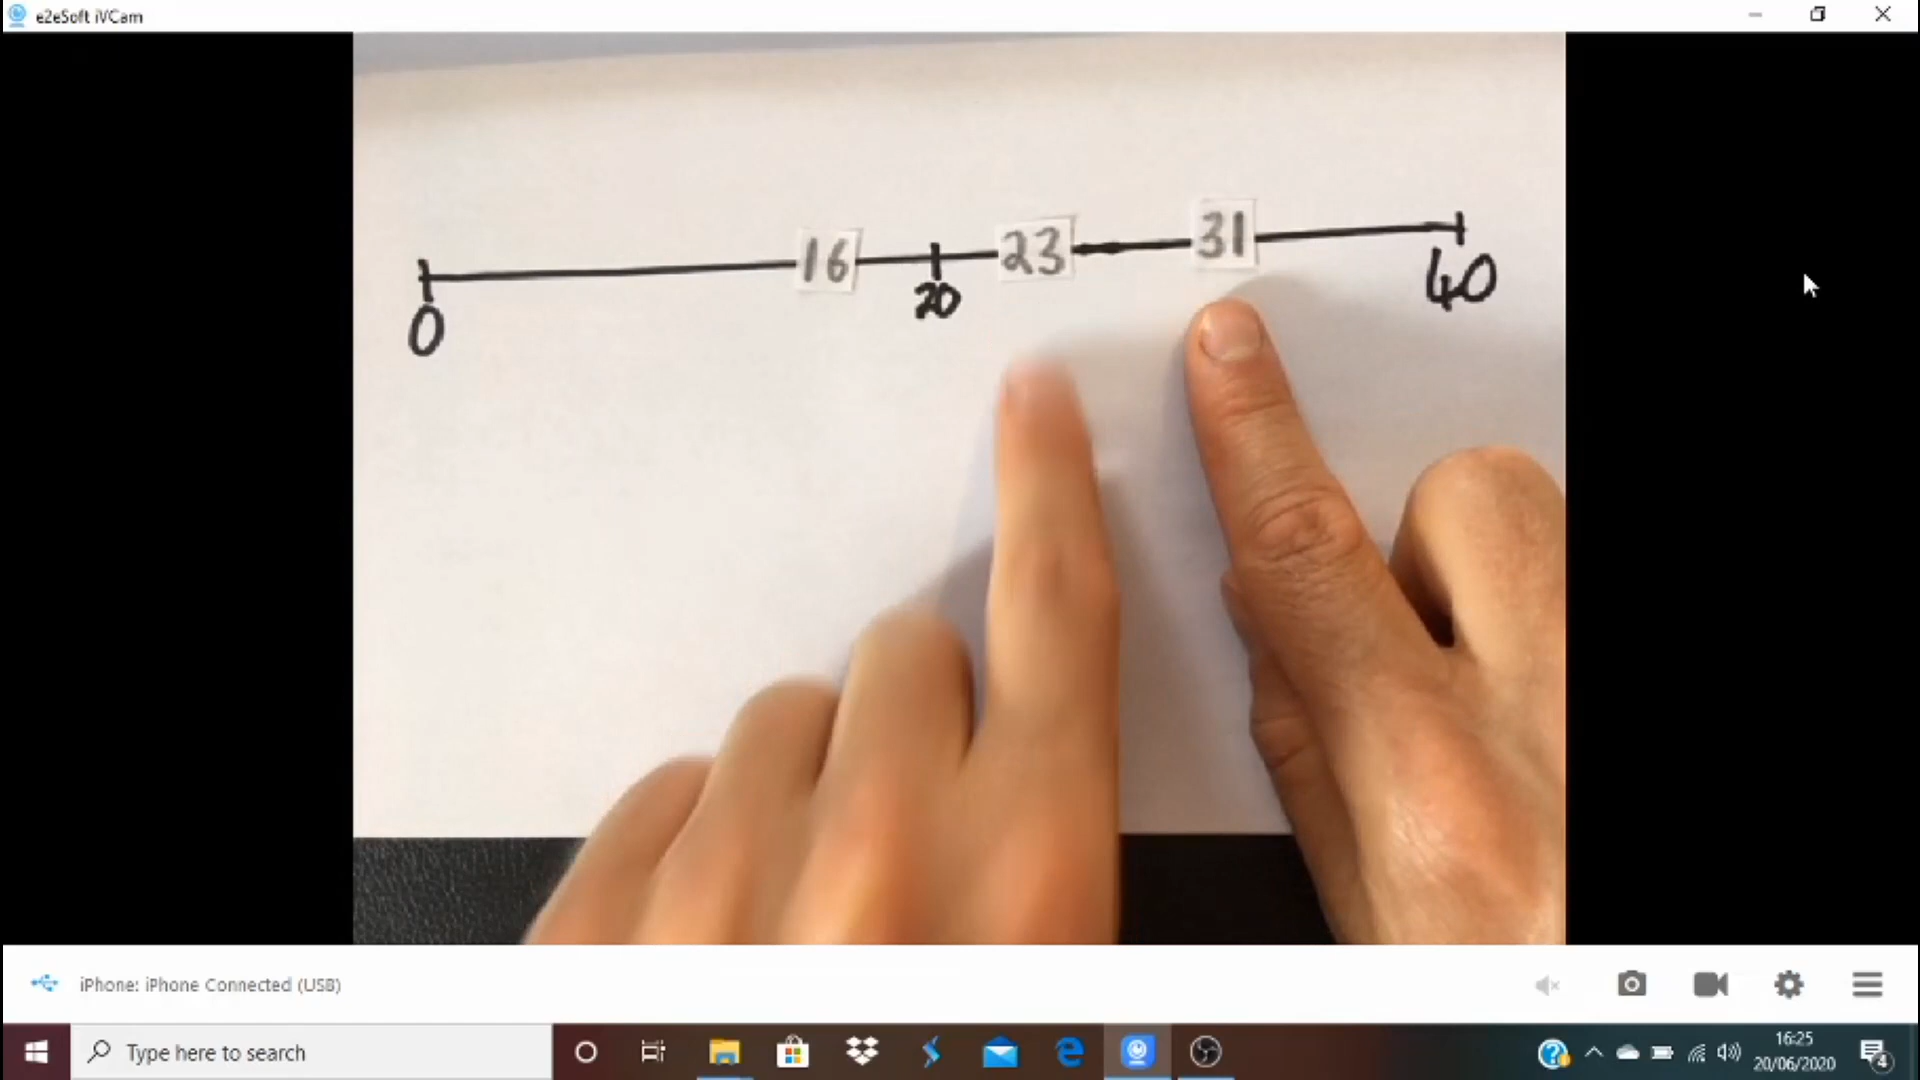 e2eSoft iVCam
16 23 31
0 20 40
iPhone: iPhone Connected (USB)
Type here to search
16:25
20/06/2020
4